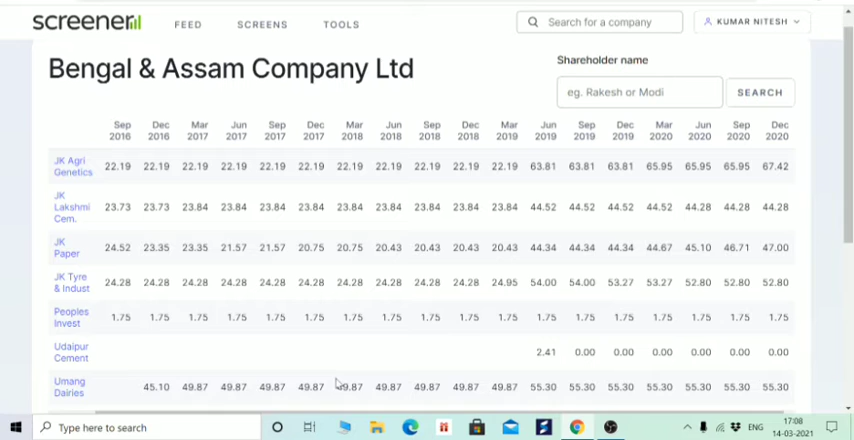 screener
FEED SCREENS TOOLS
Search for a company
KUMAR NITESH
Bengal & Assam Company Ltd
Shareholder name
eg. Rakesh or Modi
SEARCH
Sep 2016 Dec 2016 Mar 2017 Jun 2017 Sep 2017 Dec 2017 Mar 2018 Jun 2018 Sep 2018 Dec 2018 Mar 2019 Jun 2019 Sep 2019 Dec 2019 Mar 2020 Jun 2020 Sep 2020 Dec 2020
JK Agri Genetics 22.19 22.19 22.19 22.19 22.19 22.19 22.19 22.19 22.19 22.19 22.19 63.81 63.81 63.81 65.95 65.95 65.95 67.42
JK Lakshmi Cem. 23.73 23.73 23.84 23.84 23.84 23.84 23.84 23.84 23.84 23.84 23.84 44.52 44.52 44.52 44.52 44.28 44.28 44.28
JK Paper 24.52 23.35 23.35 21.57 21.57 20.75 20.75 20.43 20.43 20.43 20.43 44.34 44.34 44.34 44.67 45.10 46.71 47.00
JK Tyre & Indust 24.28 24.28 24.28 24.28 24.28 24.28 24.28 24.28 24.28 24.28 24.95 54.00 54.00 53.27 53.27 52.80 52.80 52.80
Peoples Invest 1.75 1.75 1.75 1.75 1.75 1.75 1.75 1.75 1.75 1.75 1.75 1.75 1.75 1.75 1.75 1.75 1.75 1.75
Udaipur Cement 2.41 0.00 0.00 0.00 0.00 0.00 0.00
Umang Dairies 45.10 49.87 49.87 49.87 49.87 49.87 49.87 49.87 49.87 49.87 55.30 55.30 55.30 55.30 55.30 55.30 55.30
Type here to search
ENG
17:08
14-03-2021